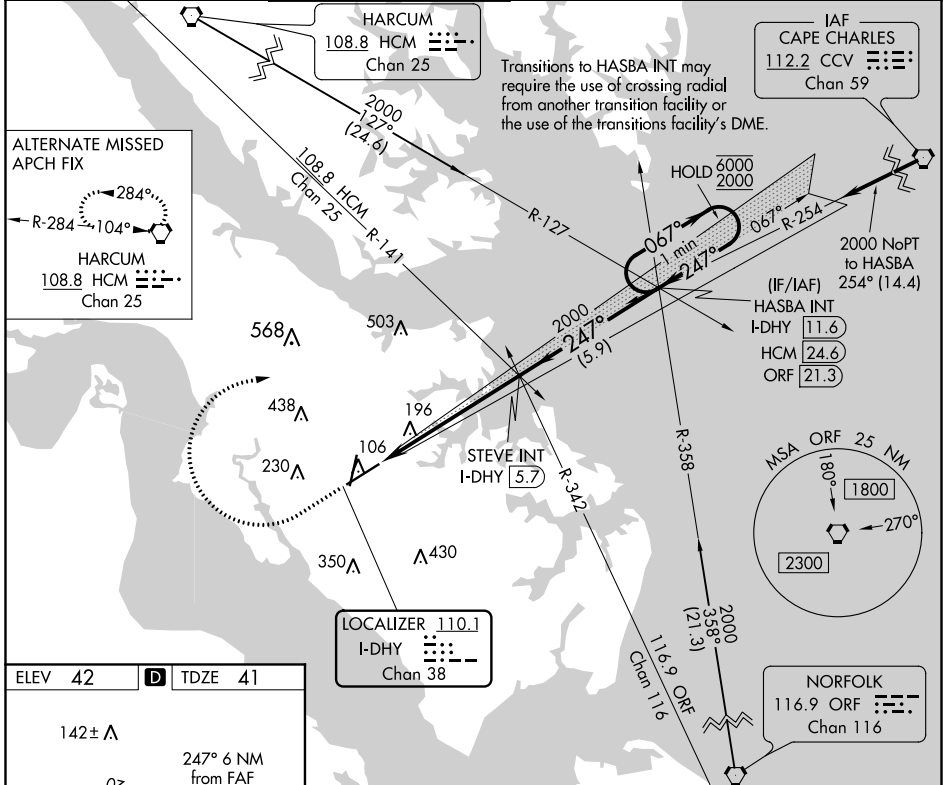 HARCUM
108.8 HCM
Chan 25
IAF
CAPE CHARLES
112.2 CCV
Chan 59
Transitions to HASBA INT may
require the use of crossing radial
from another transition facility or
the use of the transitions facility's DME.
2000
127°
(24.6)
ALTERNATE MISSED
APCH FIX
284°
R-284
104°
HARCUM
108.8 HCM
Chan 25
108.8 HCM
Chan 25
R-141
R-127
HOLD 6000
2000
067°
1 min
247°
067°
R-254
2000 NoPT
to HASBA
254° (14.4)
(IF/IAF)
HASBA INT
I-DHY 11.6
HCM 24.6
ORF 21.3
2000
247°
(5.9)
568
503
438
196
106
230
STEVE INT
I-DHY 5.7
R-342
R-358
MSA ORF 25 NM
180°
1800
270°
2300
350
430
LOCALIZER 110.1
I-DHY
Chan 38
116.9 ORF
Chan 116
2000
358°
(21.3)
NORFOLK
116.9 ORF
Chan 116
ELEV 42
D
TDZE 41
142±
247° 6 NM
from FAF